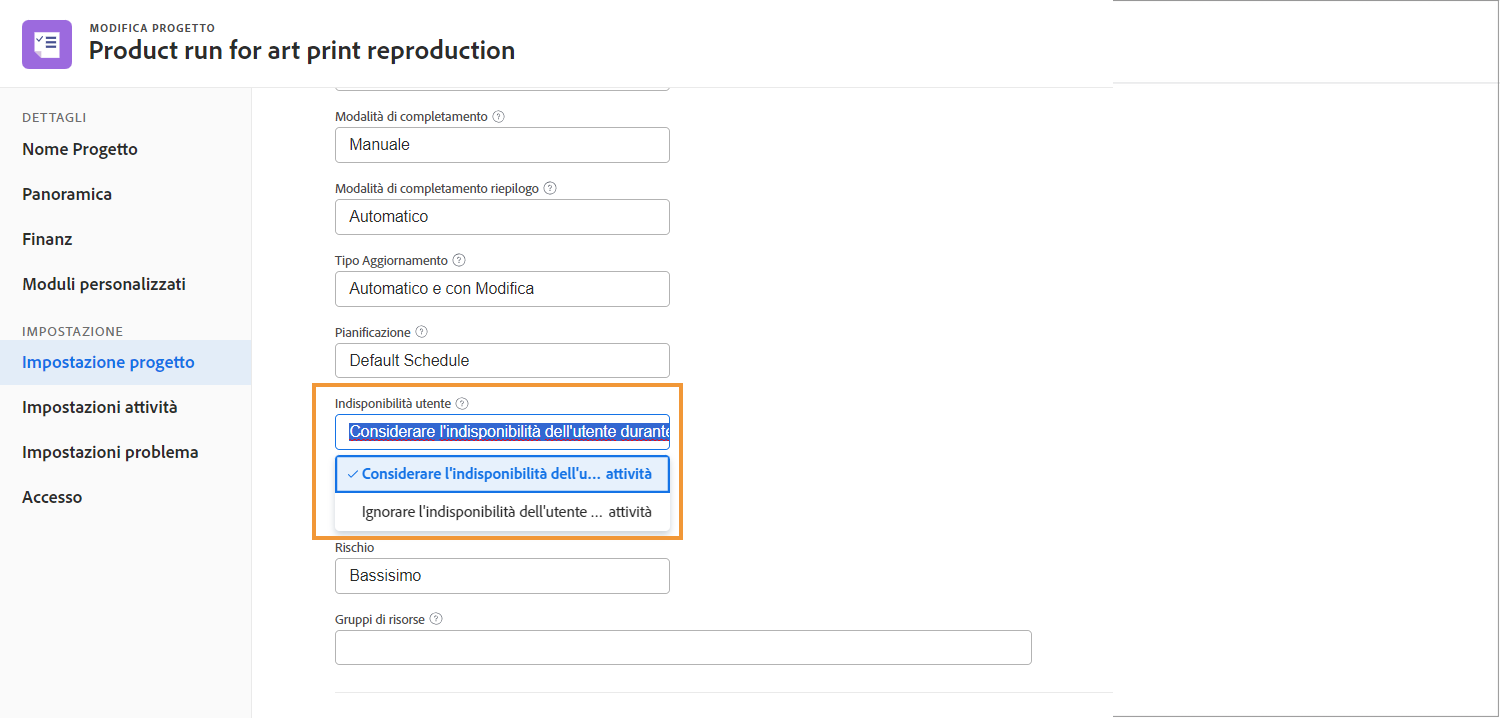 MODIFICA PROGETTO
Product run for art print reproduction
DETTAGLI
Nome Progetto
Panoramica
Finanz
Moduli personalizzati
IMPOSTAZIONE
Impostazione progetto
Impostazioni attività
Impostazioni problema
Accesso
Modalità di completamento
Manuale
Modalità di completamento riepilogo
Automatico
Tipo Aggiornamento
Automatico e con Modifica
Pianificazione
Default Schedule
Indisponibilità utente
Considerare l'indisponibilità dell'utente durante
Considerare l'indisponibilità dell'u... attività
Ignorare l'indisponibilità dell'utente ... attività
Rischio
Bassisimo
Gruppi di risorse